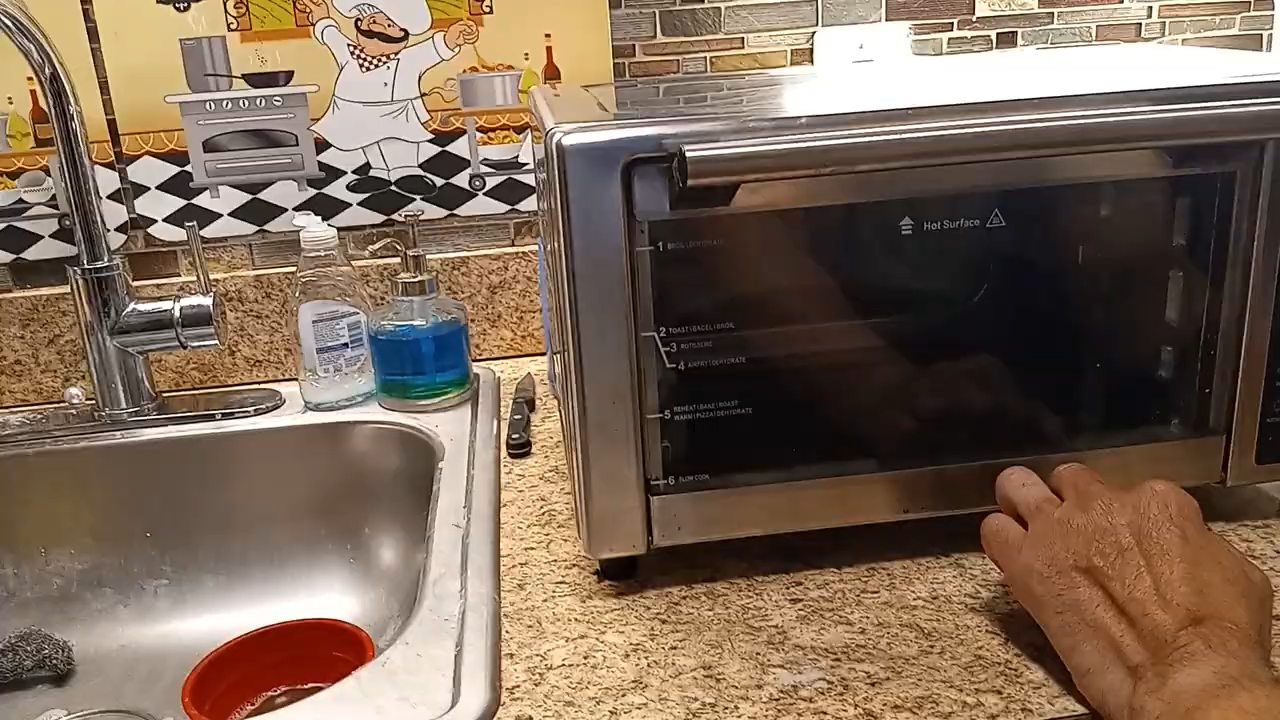 Hot Surface
1 BROIL | DEHYDRATE
2 TOAST | BAGEL | BROIL
3 ROTISSERIE
4 AIRFRY | DEHYDRATE
5 REHEAT | BAKE | ROAST
WARM | PIZZA | DEHYDRATE
6 SLOW COOK